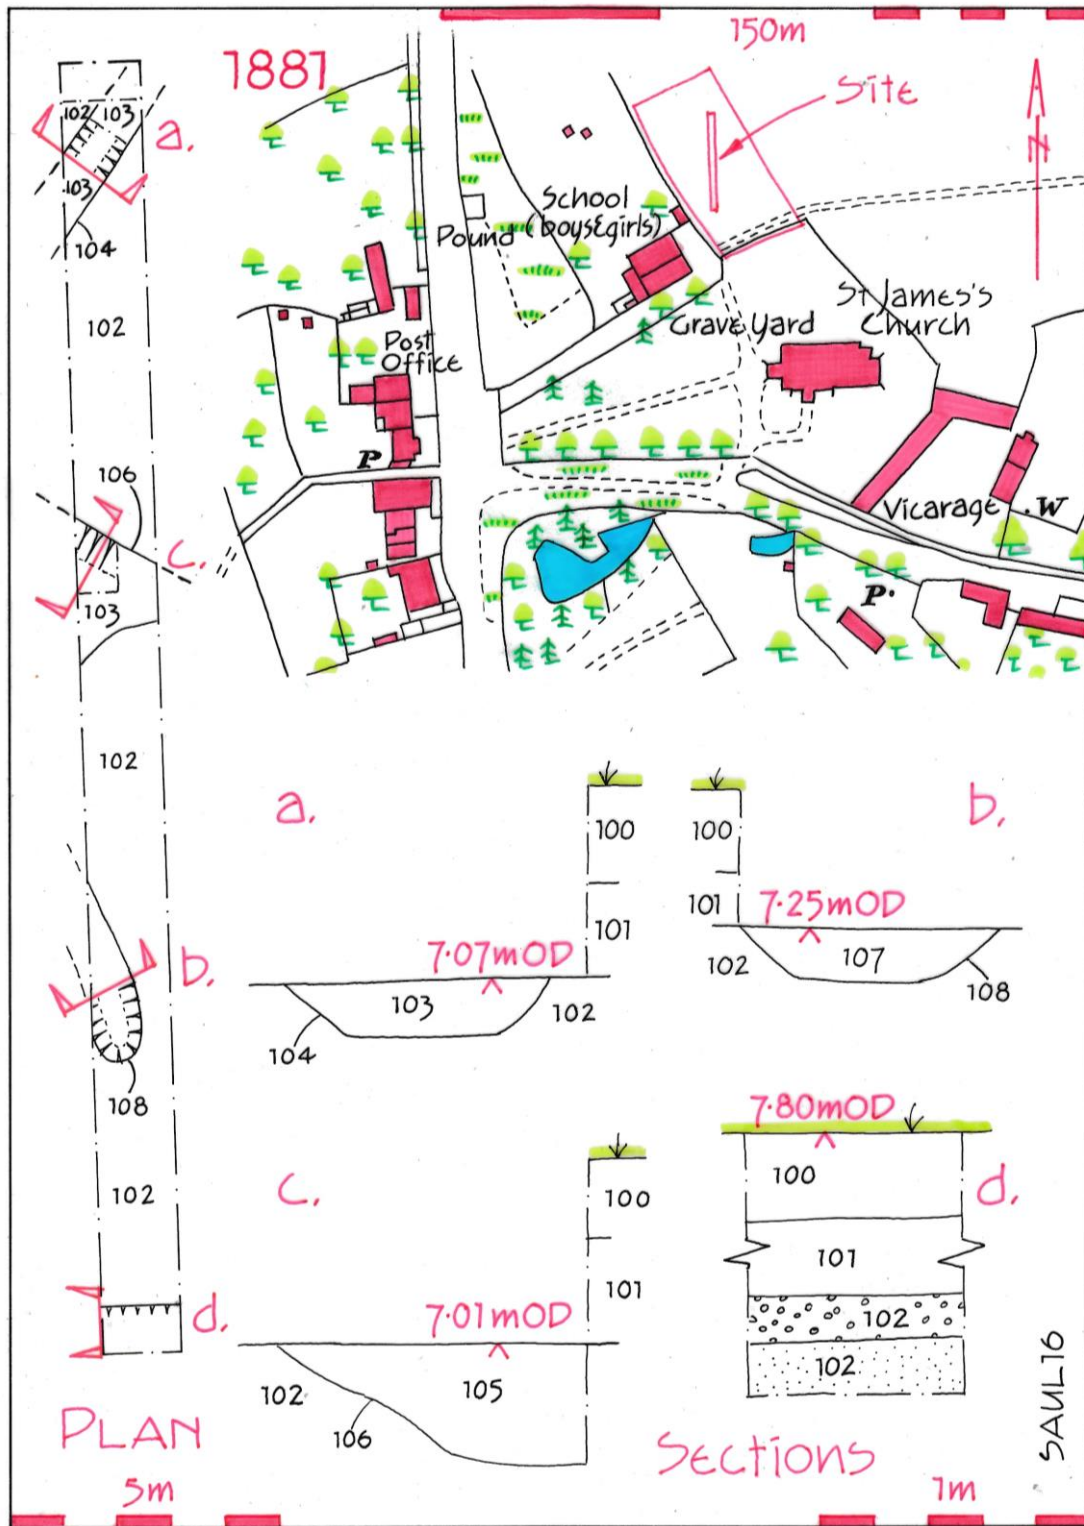 150m
1881
Site
N
102
103
a.
103
104
School
(boys&girls)
Pound
St James's
Church
Grave Yard
102
Post
Office
106
P
Vicarage
.W
c.
103
P.
102
a.
100
100
b.
101
101
7.25mOD
7.07mOD
102
107
108
103
102
104
b.
108
7.80mOD
102
c.
100
100
d.
101
101
7.01mOD
102
d.
102
102
105
106
PLAN
Sections
SAUL16
5m
1m